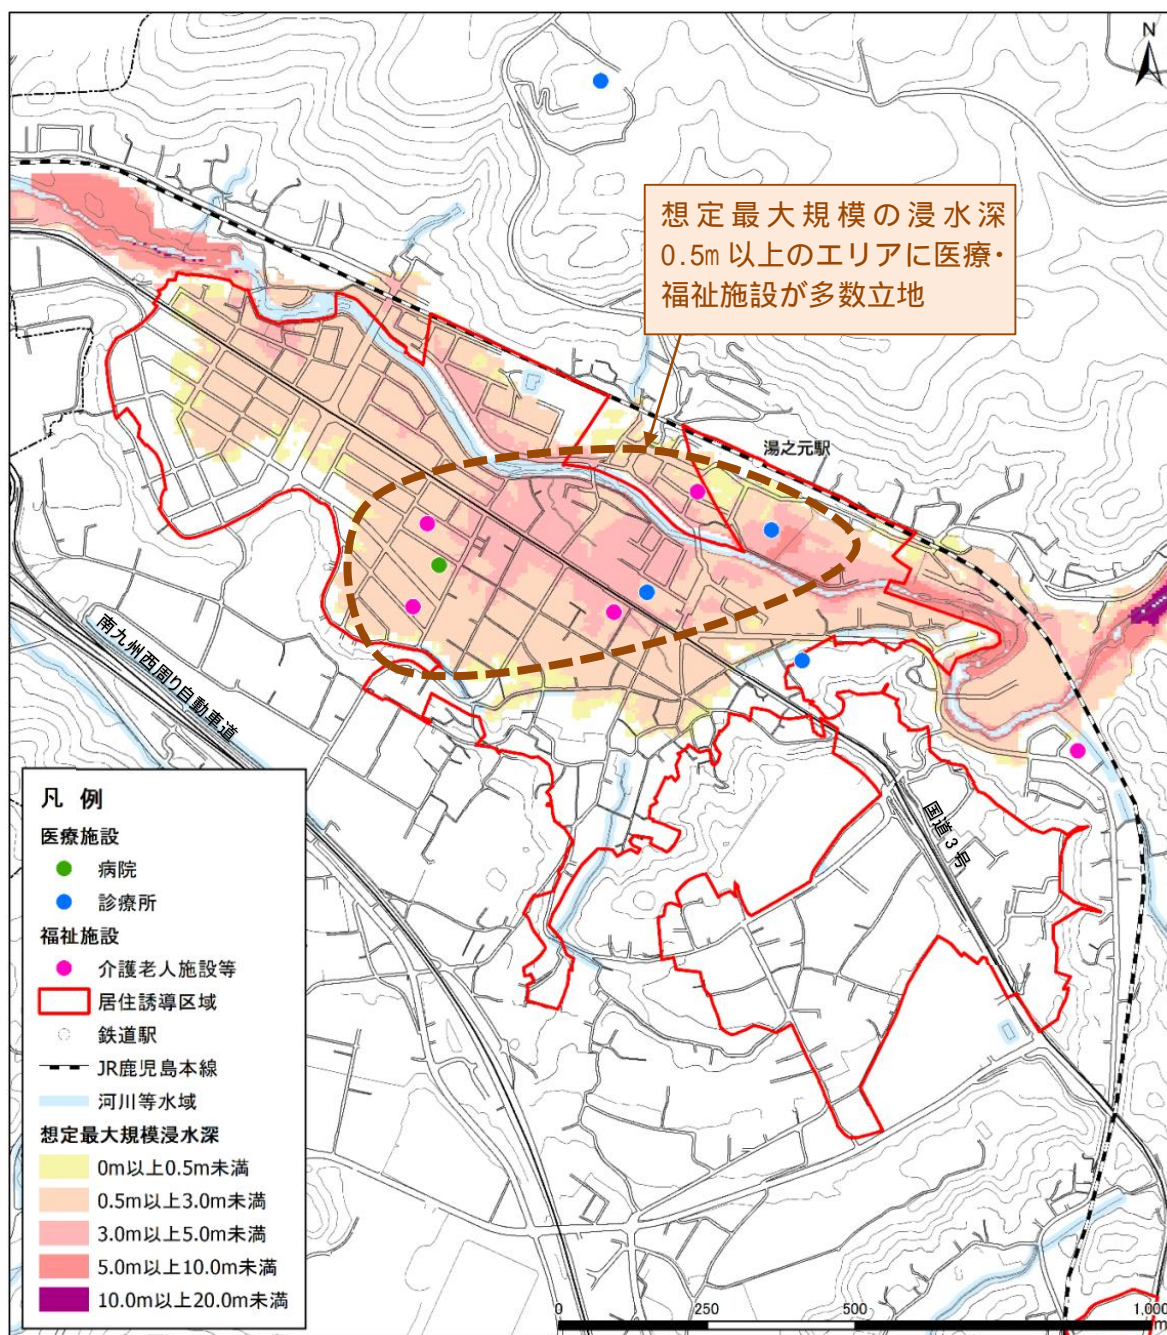 N
想定最大規模の浸水深
0.5m以上のエリアに医療・
福祉施設が多数立地
湯之元駅
南九州西周り自動車道
国道3号
凡 例
医療施設
病院
診療所
福祉施設
介護老人施設等
居住誘導区域
鉄道駅
JR鹿児島本線
河川等水域
想定最大規模浸水深
0m以上0.5m未満
0.5m以上3.0m未満
3.0m以上5.0m未満
5.0m以上10.0m未満
10.0m以上20.0m未満
0 250 500 1,000
m